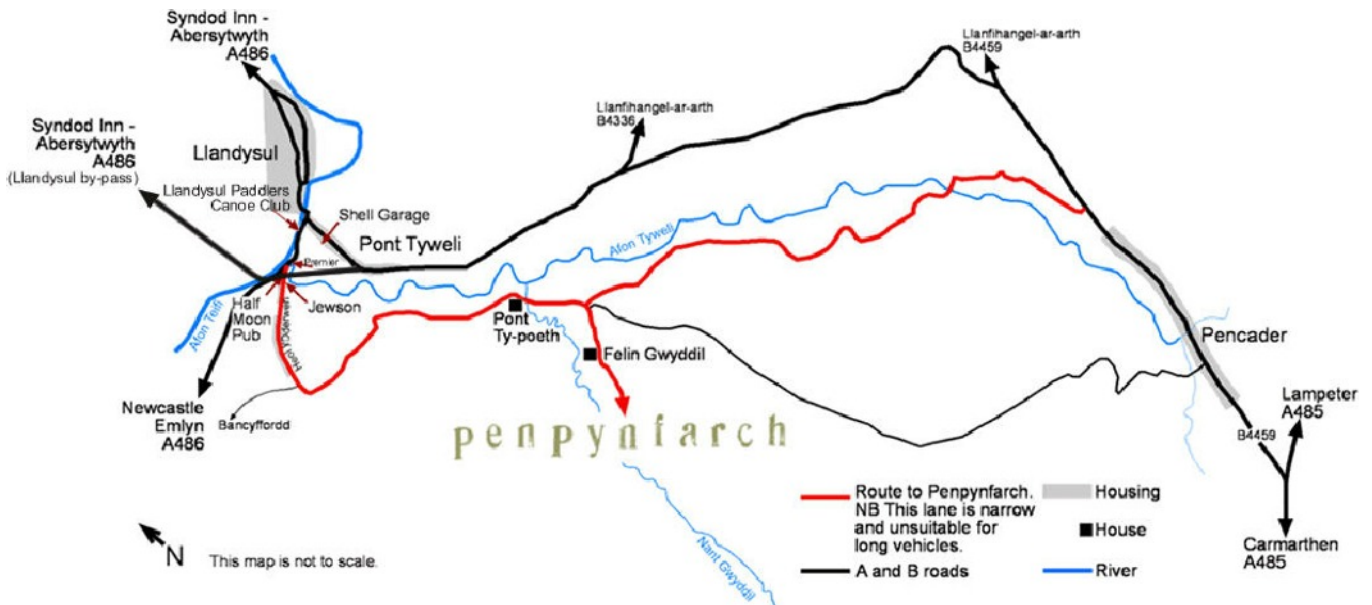 Syndod Inn -
Abersytwyth
A486
Llanfihangel-ar-arth
B4459
Llanfihangel-ar-arth
B4336
Syndod Inn -
Abersytwyth
A486
(Llandysul by-pass)
Llandysul
Llandysul Paddlers
Canoe Club
Shell Garage
Pont Tyweli
Afon Tyweli
Premier
Afon Teifi
Half
Moon
Pub
Jewson
Pont
Ty-poeth
Felin Gwyddil
Pencader
Newcastle
Emlyn
A486
Bancyffordd
penpynfarch
Lampeter
A485
B4459
Route to Penpynfarch.
NB This lane is narrow
and unsuitable for
long vehicles.
Housing
House
A and B roads
River
Carmarthen
A485
Nant Gwyddil
N
This map is not to scale.